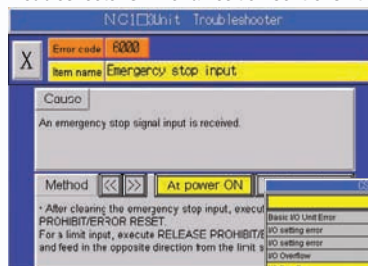 NC1□3Unit Troubleshooter
X
Error code 6000
Item name Emergency stop input
Cause
An emergency stop signal input is received.
Method << >> At power ON
・After clearing the emergency stop input, execut
PROHIBIT/ERROR RESET.
For a limit input, execute RELEASE PROHIBIT/E
and feed in the opposite direction from the limit s
Basic I/O Unit Error
I/O setting error
I/O setting error
I/O Overflow